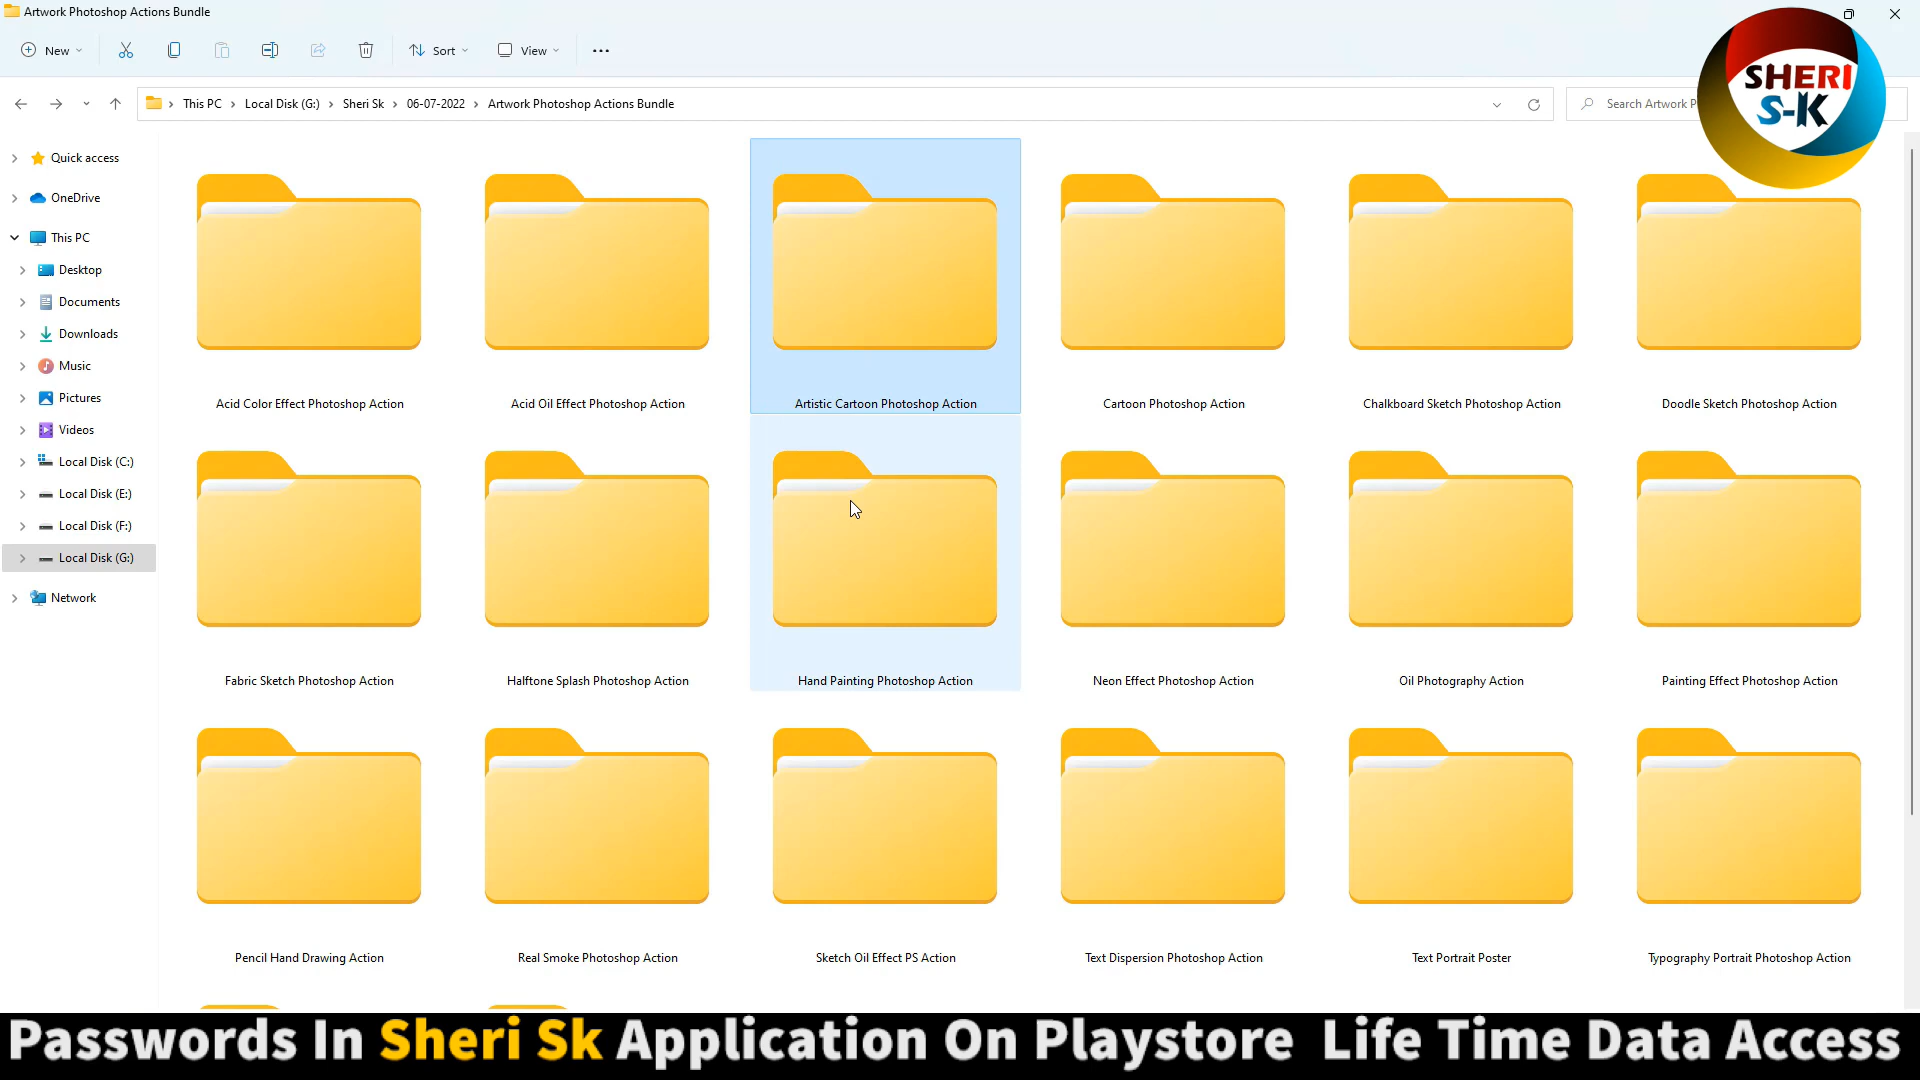 Artwork Photoshop Actions Bundle
New
Sort
View
This PC
Local Disk (G:)
Sheri Sk
06-07-2022
Artwork Photoshop Actions Bundle
Search Artwork P
SHERI
S-K
Quick access
OneDrive
This PC
Desktop
Documents
Downloads
Music
Pictures
Videos
Local Disk (C:)
Local Disk (E:)
Local Disk (F:)
Local Disk (G:)
Network
Acid Color Effect Photoshop Action
Acid Oil Effect Photoshop Action
Artistic Cartoon Photoshop Action
Cartoon Photoshop Action
Chalkboard Sketch Photoshop Action
Doodle Sketch Photoshop Action
Fabric Sketch Photoshop Action
Halftone Splash Photoshop Action
Hand Painting Photoshop Action
Neon Effect Photoshop Action
Oil Photography Action
Painting Effect Photoshop Action
Pencil Hand Drawing Action
Real Smoke Photoshop Action
Sketch Oil Effect PS Action
Text Dispersion Photoshop Action
Text Portrait Poster
Typography Portrait Photoshop Action
Passwords In Sheri Sk Application On Playstore Life Time Data Access